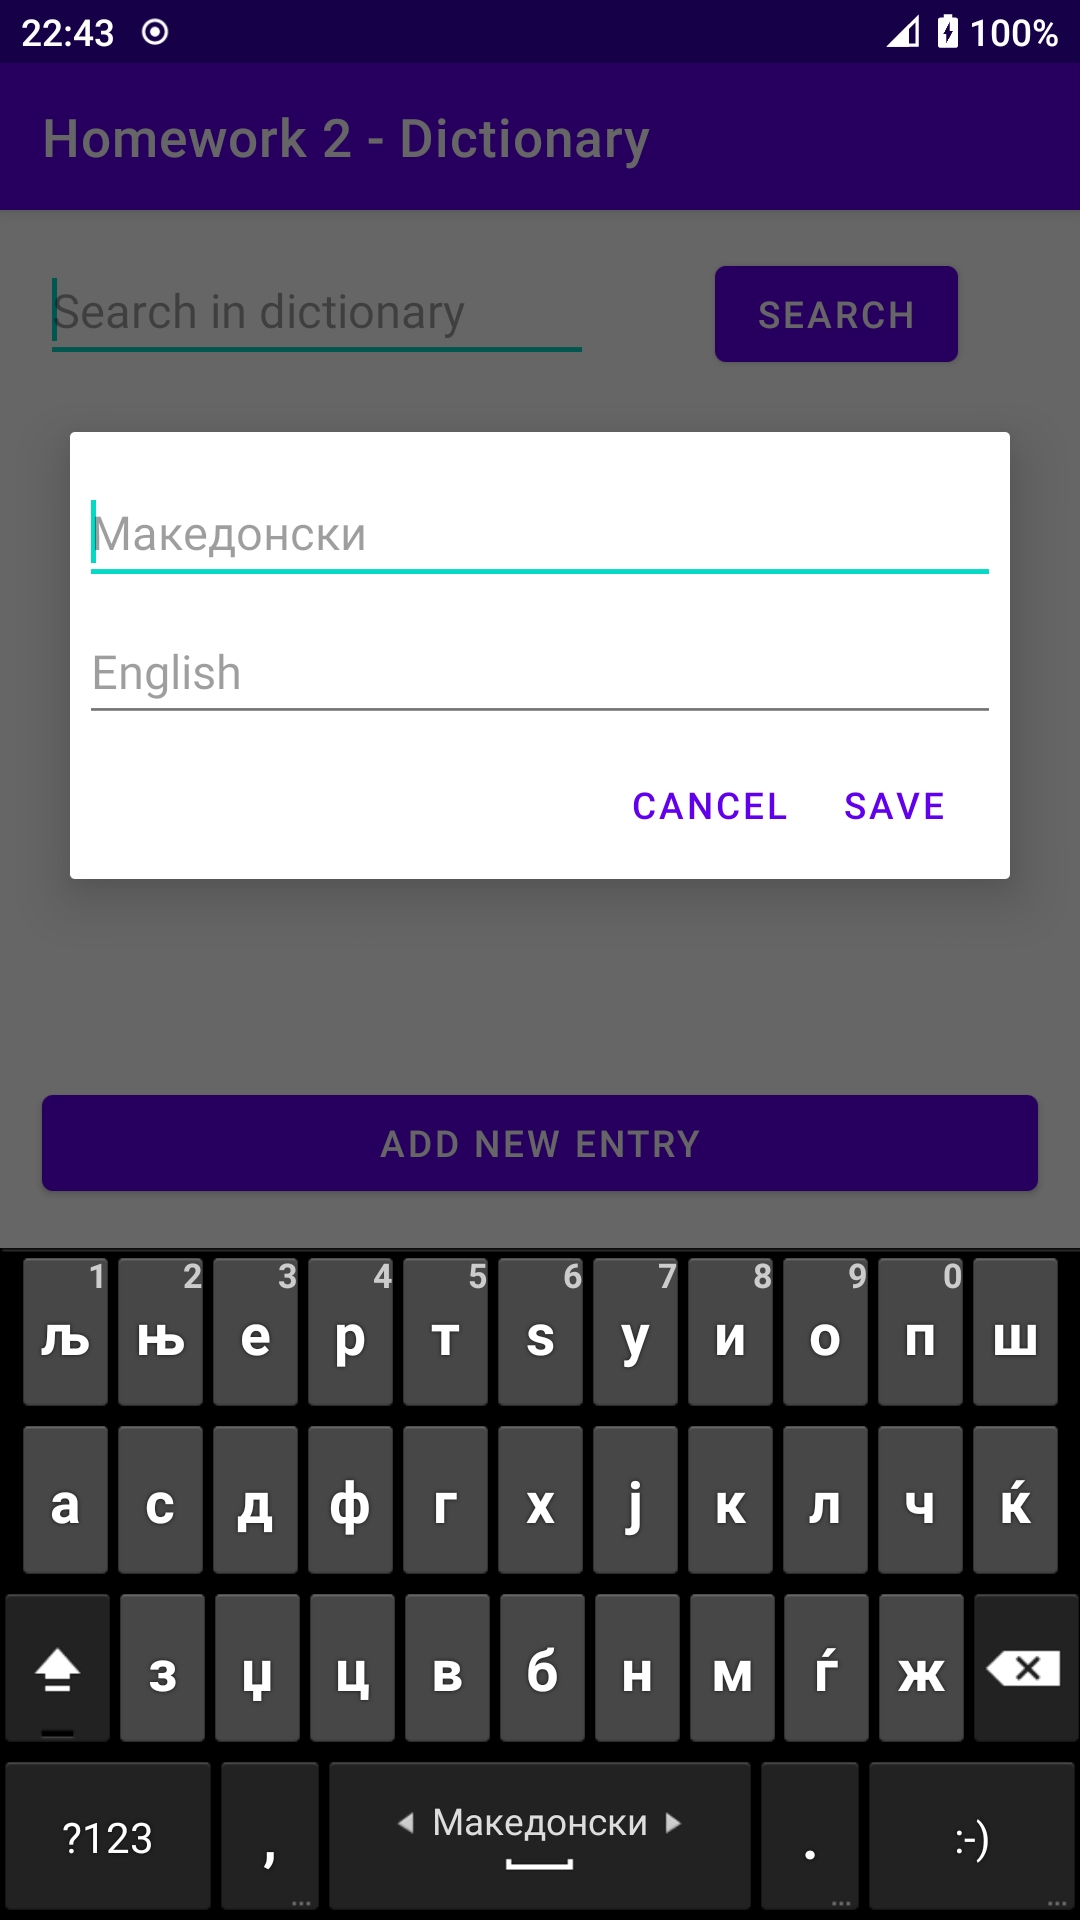 22:43 100%
Homework 2 - Dictionary
Search in dictionary SEARCH
Македонски
English
CANCEL SAVE
ADD NEW ENTRY
1 2 3 4 5 6 7 8 9 0
љ њ е р т ѕ у и о п ш
а с д ф г х ј к л ч ќ
з џ ц в б н м ѓ ж
?123 , Македонски . :-)